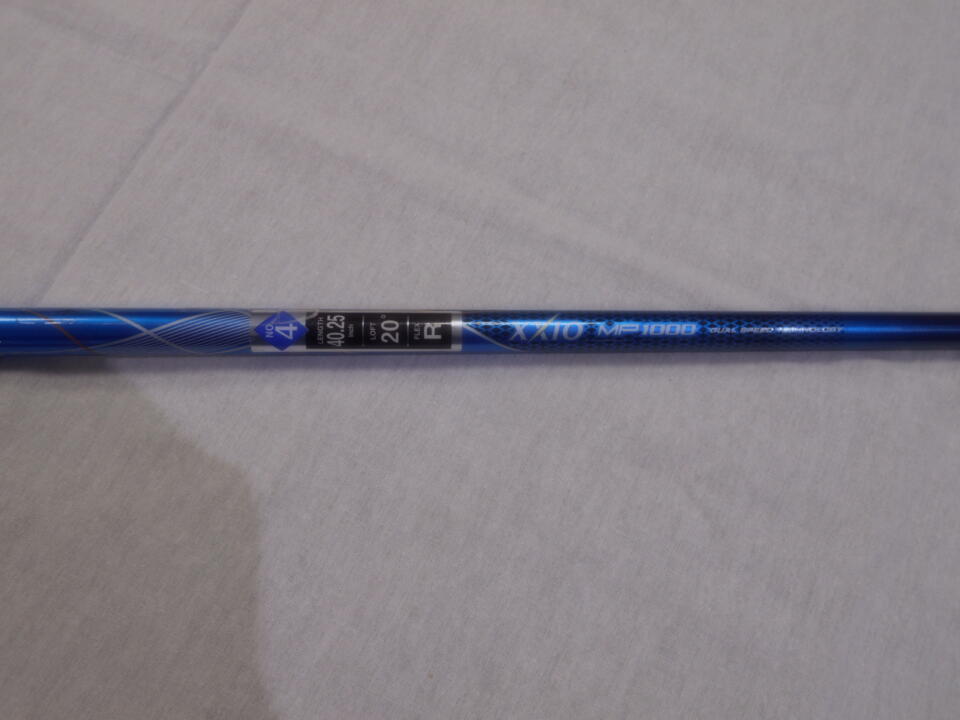 NO.
4
LENGTH
40.25
inch
LOFT
20°
FLEX
R
XXIO MP1000 DUAL SPEED TECHNOLOGY